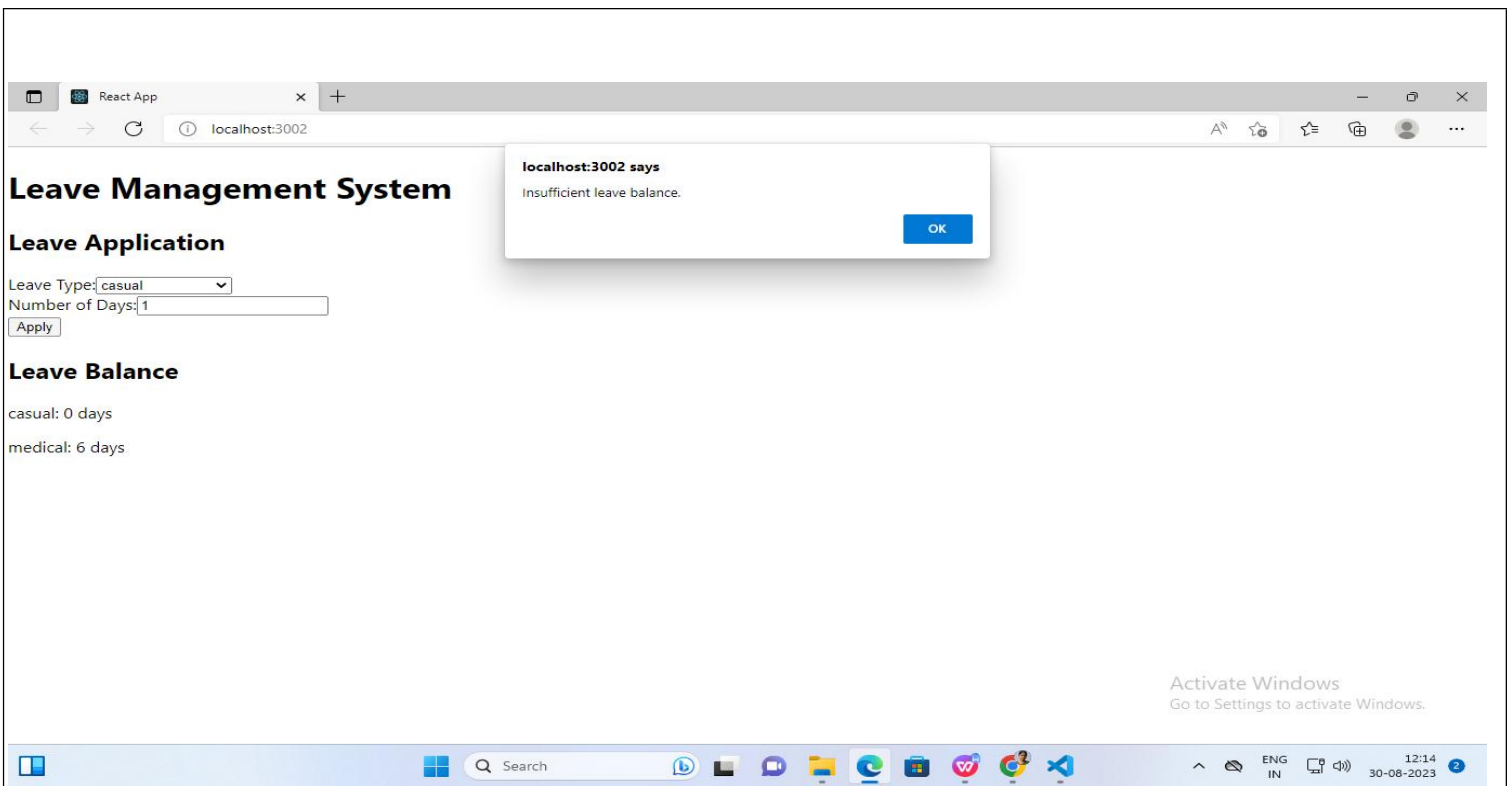 React App
localhost:3002
localhost:3002 says
Insufficient leave balance.
OK
Leave Management System
Leave Application
Leave Type: casual
Number of Days: 1
Apply
Leave Balance
casual: 0 days
medical: 6 days
Activate Windows
Go to Settings to activate Windows.
Search
ENG
IN
12:14
30-08-2023
2